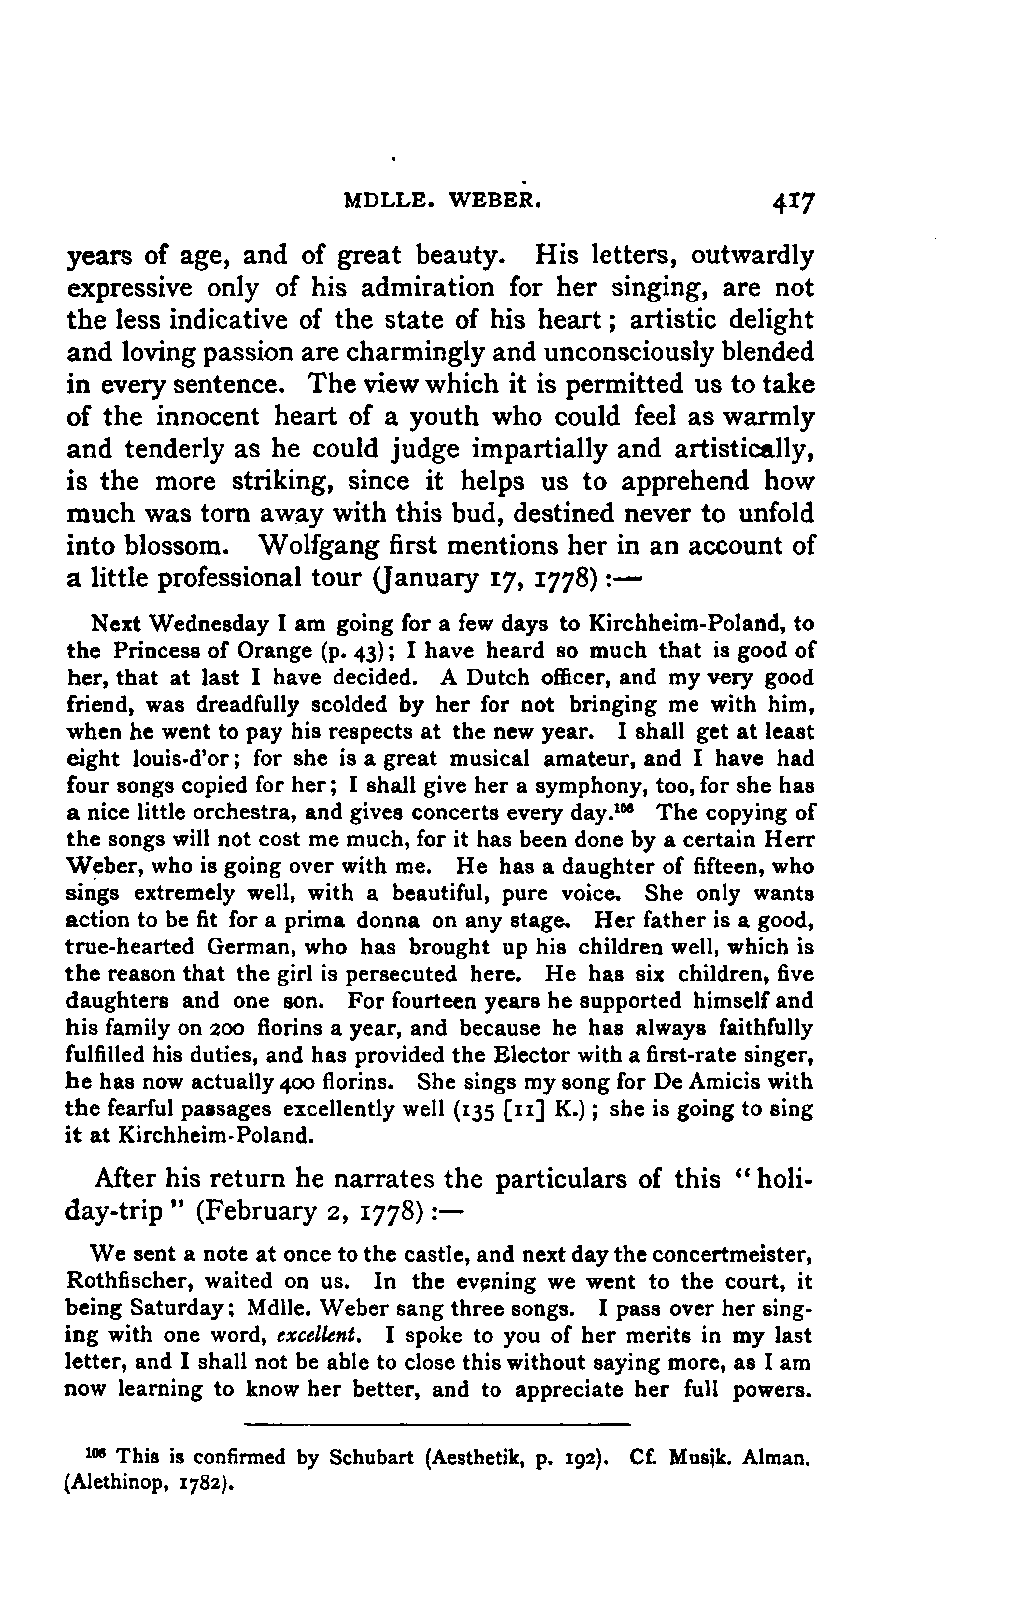 MDLLE. WEBER. 417
years of age, and of great beauty. His letters, outwardly
expressive only of his admiration for her singing, are not
the less indicative of the state of his heart; artistic delight
and loving passion are charmingly and unconsciously blended
in every sentence. The view which it is permitted us to take
of the innocent heart of a youth who could feel as warmly
and tenderly as he could judge impartially and artistically,
is the more striking, since it helps us to apprehend how
much was torn away with this bud, destined never to unfold
into blossom. Wolfgang first mentions her in an account of
a little professional tour (January 17, 1778) :—
Next Wednesday I am going for a few days to Kirchheim-Poland, to
the Princess of Orange (p. 43); I have heard so much that is good of
her, that at last I have decided. A Dutch officer, and my very good
friend, was dreadfully scolded by her for not bringing me with him,
when he went to pay his respects at the new year. I shall get at least
eight louis-d'or; for she is a great musical amateur, and I have had
four songs copied for her; I shall give her a symphony, too, for she has
a nice little orchestra, and gives concerts every day.¹⁰⁶ The copying of
the songs will not cost me much, for it has been done by a certain Herr
Weber, who is going over with me. He has a daughter of fifteen, who
sings extremely well, with a beautiful, pure voice. She only wants
action to be fit for a prima donna on any stage. Her father is a good,
true-hearted German, who has brought up his children well, which is
the reason that the girl is persecuted here. He has six children, five
daughters and one son. For fourteen years he supported himself and
his family on 200 florins a year, and because he has always faithfully
fulfilled his duties, and has provided the Elector with a first-rate singer,
he has now actually 400 florins. She sings my song for De Amicis with
the fearful passages excellently well (135 [11] K.) ; she is going to sing
it at Kirchheim-Poland.
After his return he narrates the particulars of this "holi-
day-trip" (February 2, 1778) :—
We sent a note at once to the castle, and next day the concertmeister,
Rothfischer, waited on us. In the evening we went to the court, it
being Saturday; Mdlle. Weber sang three songs. I pass over her sing-
ing with one word, excellent. I spoke to you of her merits in my last
letter, and I shall not be able to close this without saying more, as I am
now learning to know her better, and to appreciate her full powers.
¹⁰⁶ This is confirmed by Schubart (Aesthetik, p. 192). Cf. Musik. Alman.
(Alethinop, 1782).